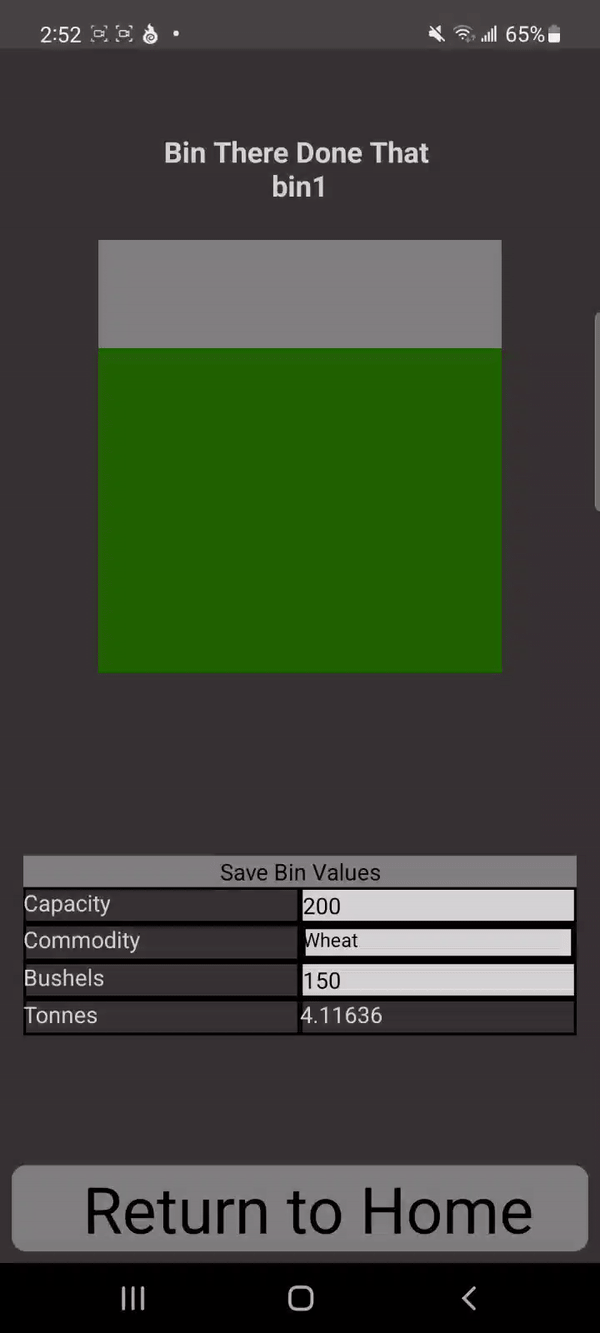 2:52
65%
Bin There Done That
bin1
Save Bin Values
Capacity 200
Commodity Wheat
Bushels 150
Tonnes 4.11636
Return to Home